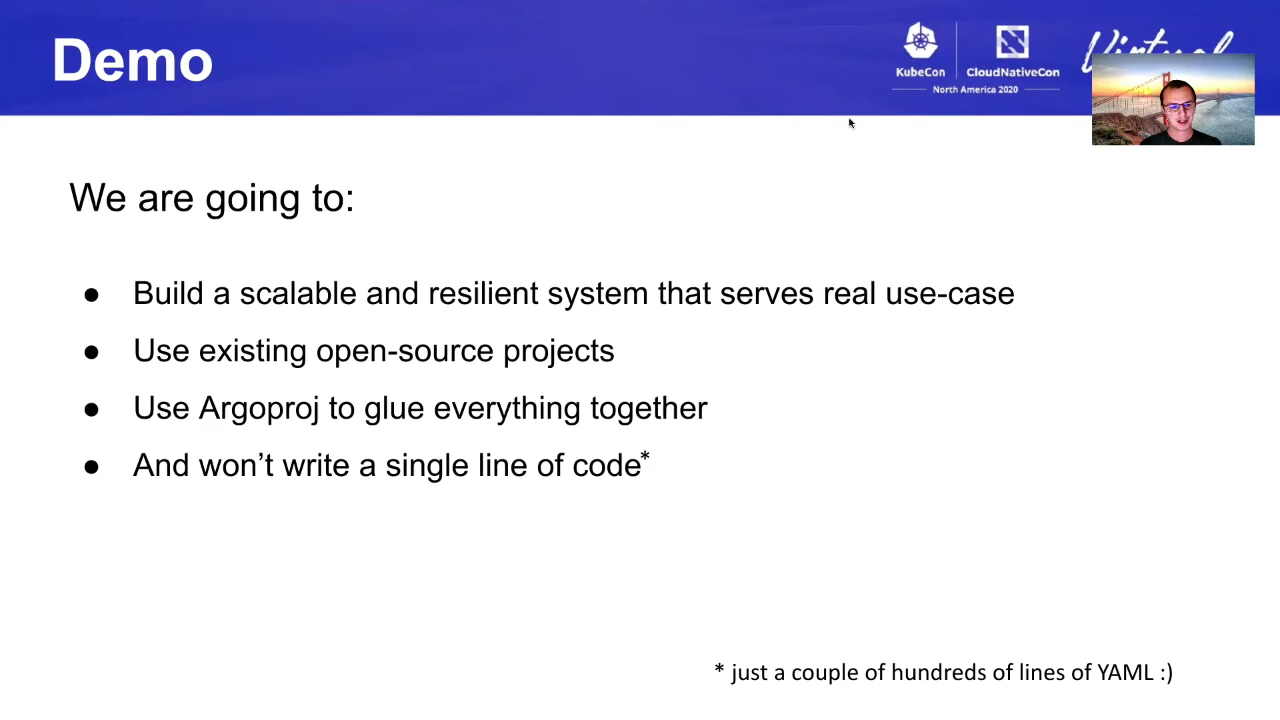 Demo
KubeCon
CloudNativeCon
North America 2020
Virtual
We are going to:
● Build a scalable and resilient system that serves real use-case
● Use existing open-source projects
● Use Argoproj to glue everything together
● And won’t write a single line of code*
* just a couple of hundreds of lines of YAML :)